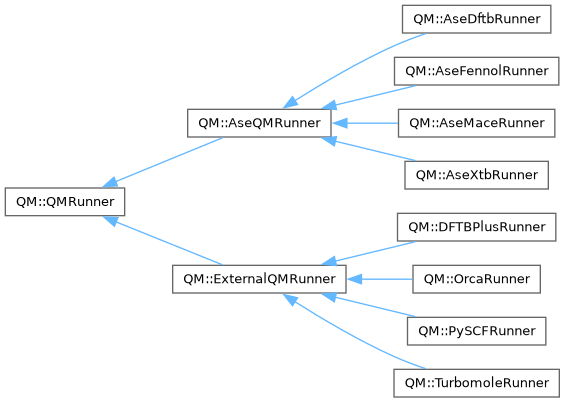 QM::AseDftbRunner
QM::AseFennolRunner
QM::AseQMRunner
QM::AseMaceRunner
QM::AseXtbRunner
QM::QMRunner
QM::DFTBPlusRunner
QM::ExternalQMRunner
QM::OrcaRunner
QM::PySCFRunner
QM::TurbomoleRunner